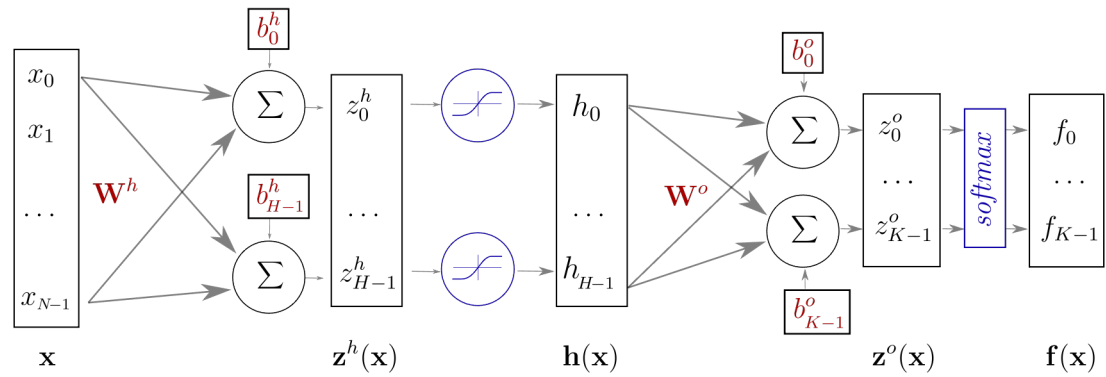 b_0^h
x_0
x_1
...
x_{N-1}
W^h
b_{H-1}^h
Σ
Σ
z_0^h
...
z_{H-1}^h
h_0
...
h_{H-1}
W^o
b_0^o
Σ
Σ
b_{K-1}^o
z_0^o
...
z_{K-1}^o
softmax
f_0
...
f_{K-1}
x
z^h(x)
h(x)
z^o(x)
f(x)